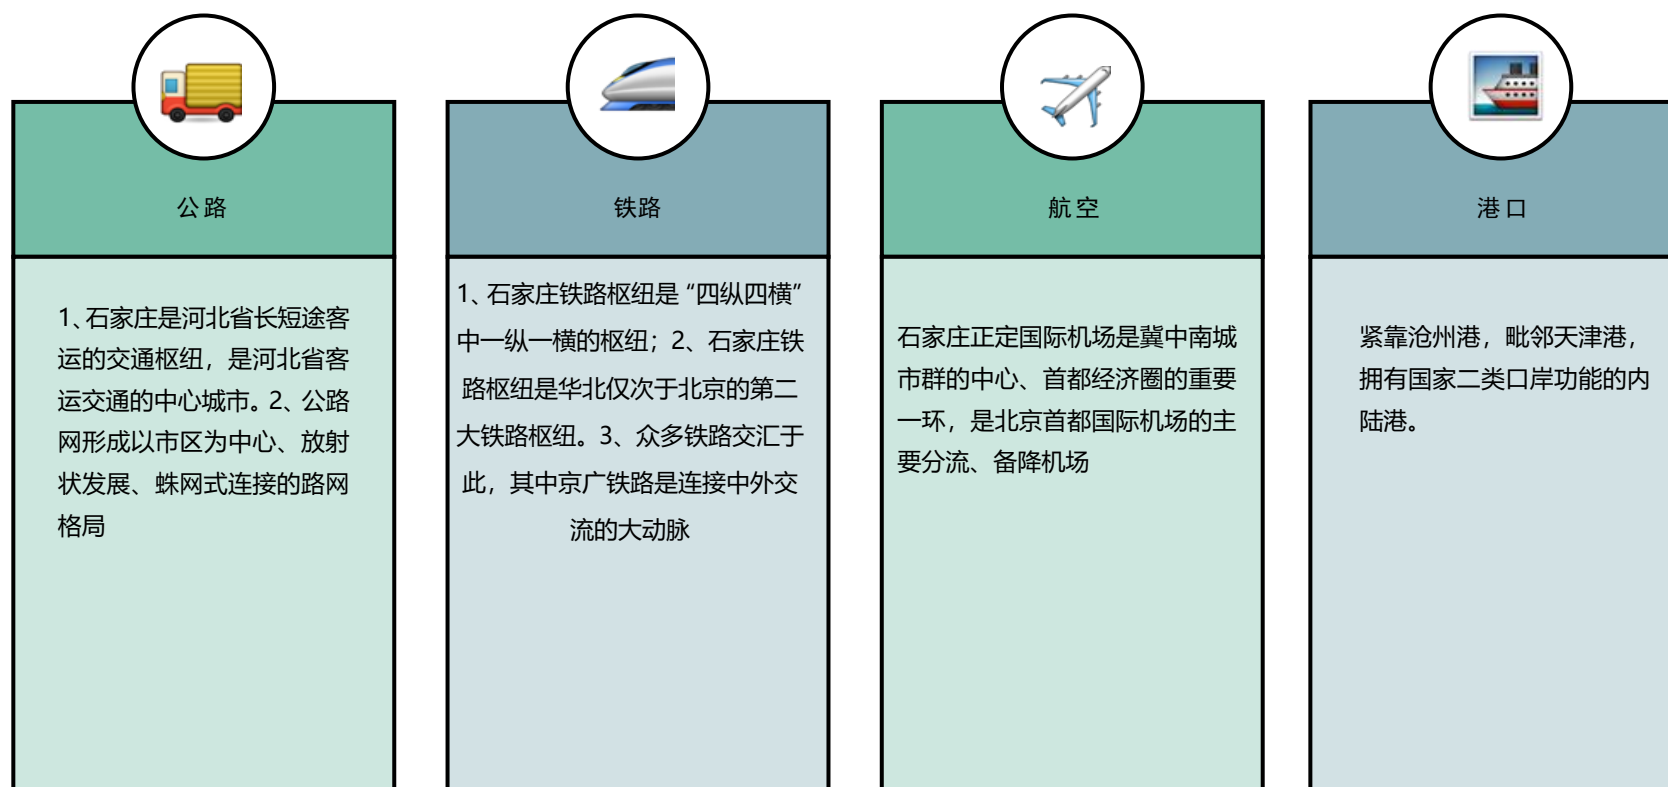 公路
1、石家庄是河北省长短途客
运的交通枢纽，是河北省客
运交通的中心城市。2、公路
网形成以市区为中心、放射
状发展、蛛网式连接的路网
格局
铁路
1、石家庄铁路枢纽是“四纵四横”
中一纵一横的枢纽；2、石家庄铁
路枢纽是华北仅次于北京的第二
大铁路枢纽。3、众多铁路交汇于
此，其中京广铁路是连接中外交
流的大动脉
航空
石家庄正定国际机场是冀中南城
市群的中心、首都经济圈的重要
一环，是北京首都国际机场的主
要分流、备降机场
港口
紧靠沧州港，毗邻天津港，
拥有国家二类口岸功能的内
陆港。